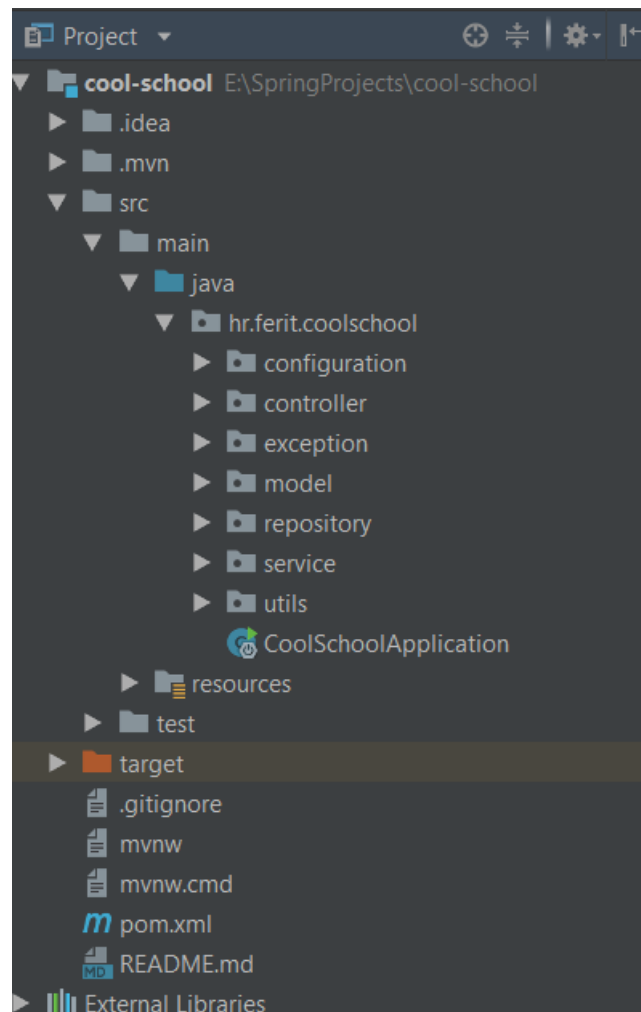 Project
cool-school E:\SpringProjects\cool-school
.idea
.mvn
src
main
java
hr.ferit.coolschool
configuration
controller
exception
model
repository
service
utils
CoolSchoolApplication
resources
test
target
.gitignore
mvnw
mvnw.cmd
m pom.xml
MD README.md
External Libraries